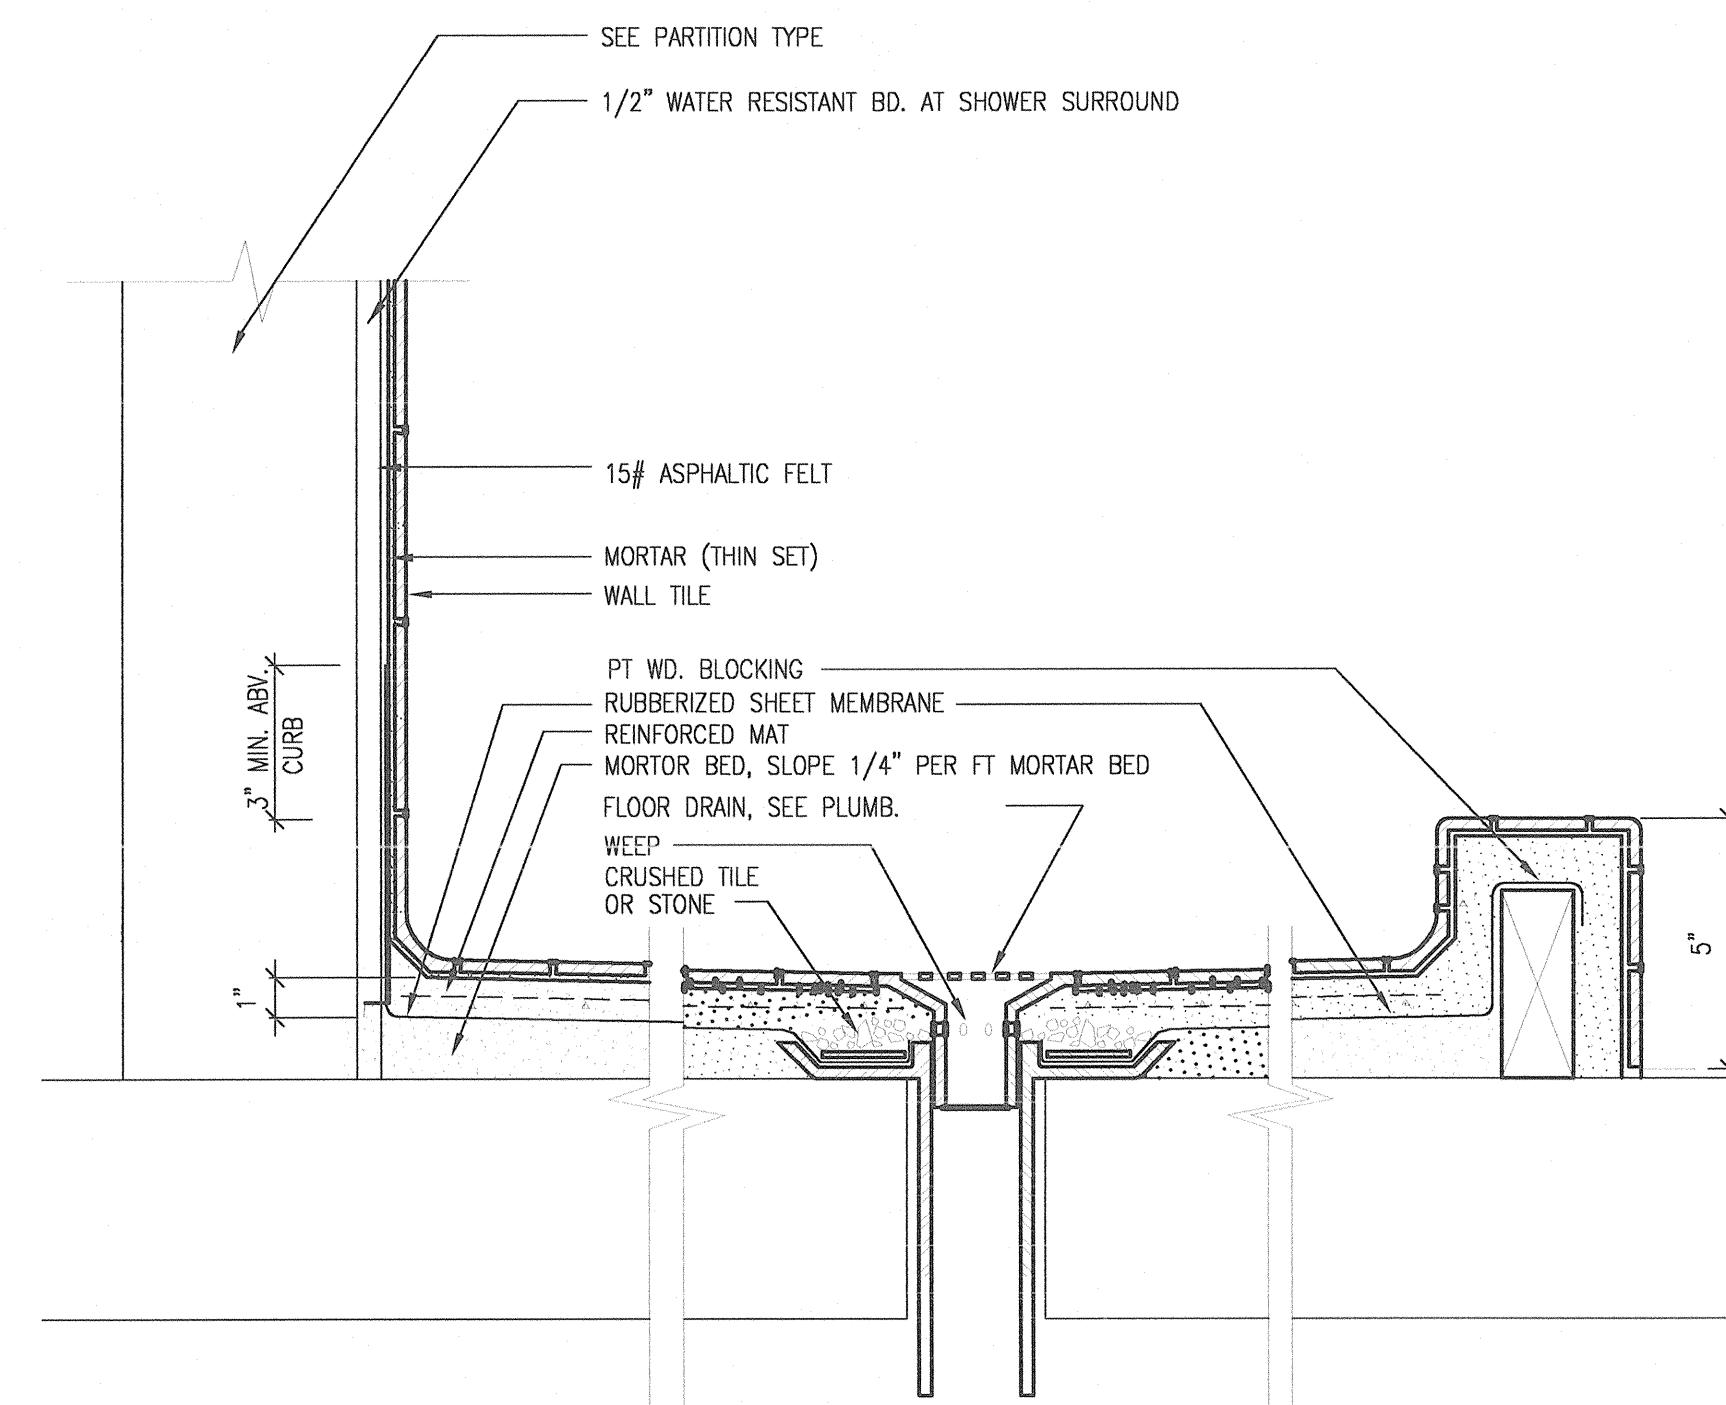 SEE PARTITION TYPE
1/2" WATER RESISTANT BD. AT SHOWER SURROUND
15# ASPHALTIC FELT
MORTAR (THIN SET)
WALL TILE
PT WD. BLOCKING
RUBBERIZED SHEET MEMBRANE
REINFORCED MAT
MORTOR BED, SLOPE 1/4" PER FT MORTAR BED
FLOOR DRAIN, SEE PLUMB.
WEEP
CRUSHED TILE
OR STONE
3" MIN. ABV.
CURB
1"
5"